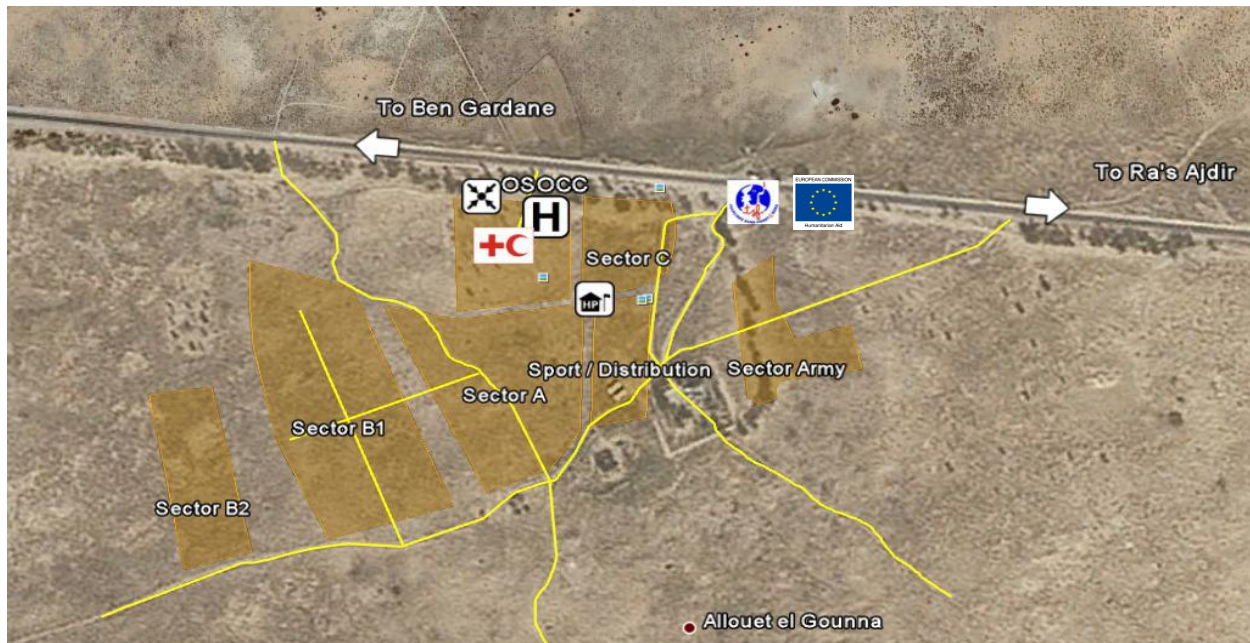 To Ben Gardane
To Ra's Ajdir
OSOCC
H
EUROPEAN COMMISSION
Humanitarian Aid
tsf
Sector C
HP
Sport / Distribution
Sector Army
Sector A
Sector B1
Sector B2
Allouet el Gounna